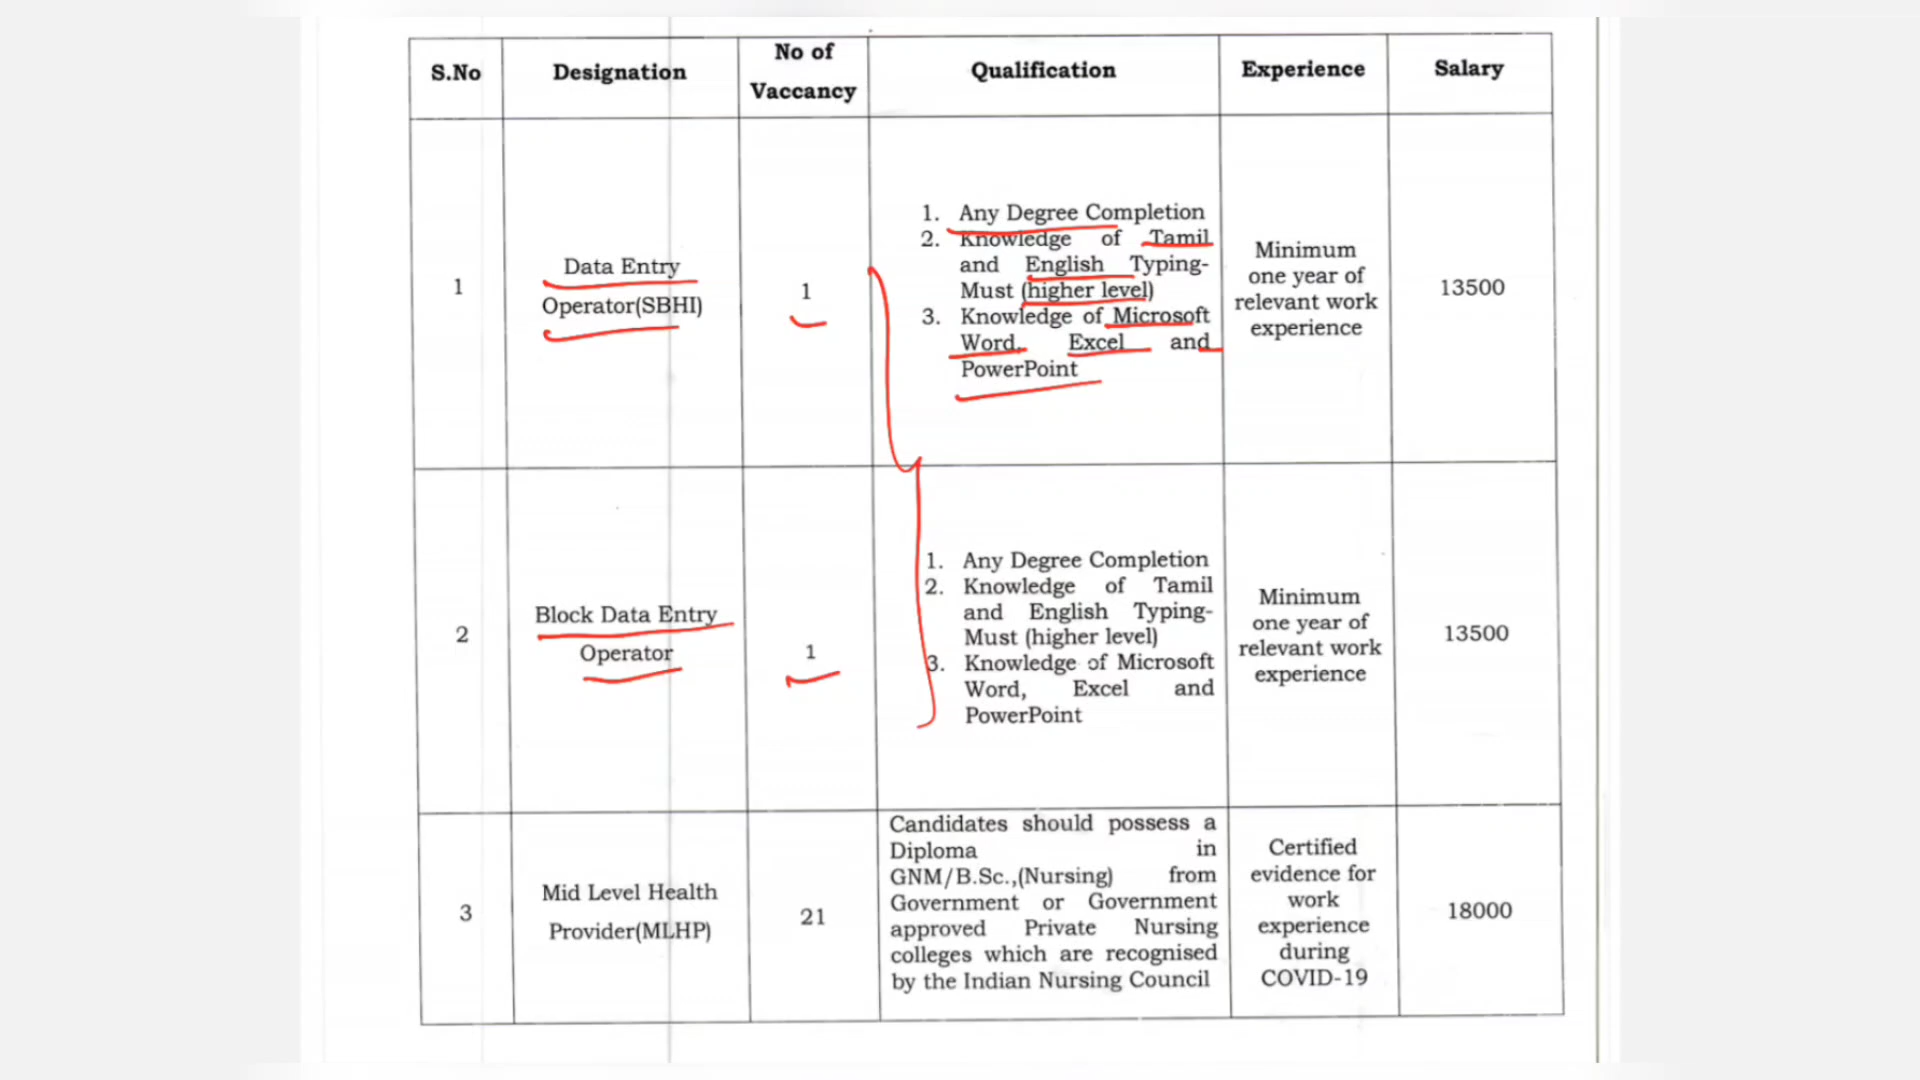 S.No Designation No of Vaccancy Qualification Experience Salary
1
Data Entry
Operator(SBHI)
1
1. Any Degree Completion
2. Knowledge of Tamil
and English Typing-
Must (higher level)
3. Knowledge of Microsoft
Word, Excel and
PowerPoint
Minimum
one year of
relevant work
experience
13500
2
Block Data Entry
Operator
1
1. Any Degree Completion
2. Knowledge of Tamil
and English Typing-
Must (higher level)
3. Knowledge of Microsoft
Word, Excel and
PowerPoint
Minimum
one year of
relevant work
experience
13500
3
Mid Level Health
Provider(MLHP)
21
Candidates should possess a
Diploma in
GNM/B.Sc.,(Nursing) from
Government or Government
approved Private Nursing
colleges which are recognised
by the Indian Nursing Council
Certified
evidence for
work
experience
during
COVID-19
18000